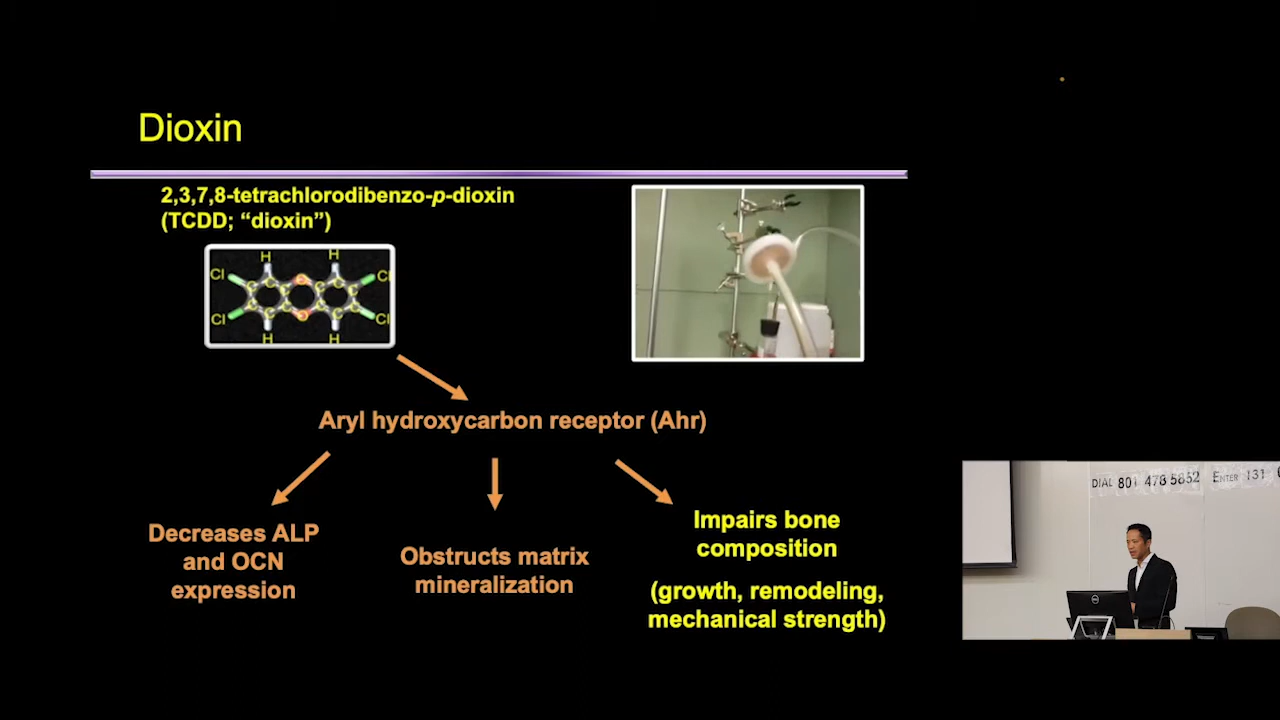 Dioxin
2,3,7,8-tetrachlorodibenzo-p-dioxin
(TCDD; “dioxin”)
H H
Cl Cl
Cl Cl
H H
Aryl hydroxycarbon receptor (Ahr)
Decreases ALP
and OCN
expression
Obstructs matrix
mineralization
Impairs bone
composition
(growth, remodeling,
mechanical strength)
DIAL 801 478 5852 ENTER 131
DELL